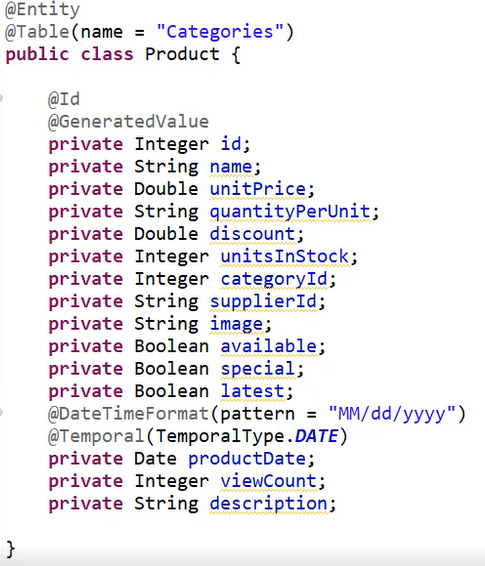 @Entity
@Table(name = "Categories")
public class Product {
@Id
@GeneratedValue
private Integer id;
private String name;
private Double unitPrice;
private String quantityPerUnit;
private Double discount;
private Integer unitsInStock;
private Integer categoryId;
private String supplierId;
private String image;
private Boolean available;
private Boolean special;
private Boolean latest;
@DateTimeFormat(pattern = "MM/dd/yyyy")
@Temporal(TemporalType.DATE)
private Date productDate;
private Integer viewCount;
private String description;
}